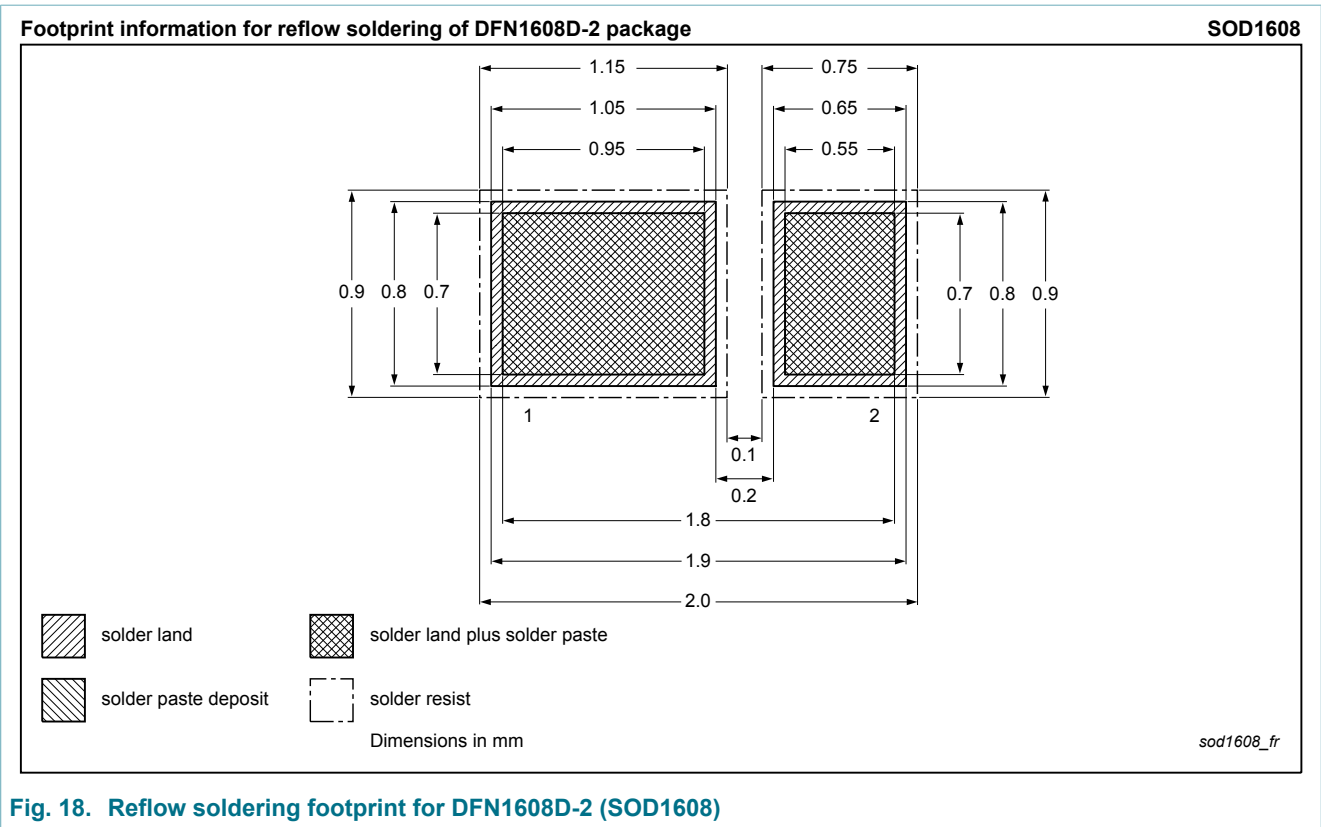 Footprint information for reflow soldering of DFN1608D-2 package SOD1608
1.15 0.75
1.05 0.65
0.95 0.55
0.9 0.8 0.7 0.7 0.8 0.9
1 2
0.1
0.2
1.8
1.9
2.0
solder land solder land plus solder paste
solder paste deposit solder resist
Dimensions in mm sod1608_fr
Fig. 18. Reflow soldering footprint for DFN1608D-2 (SOD1608)